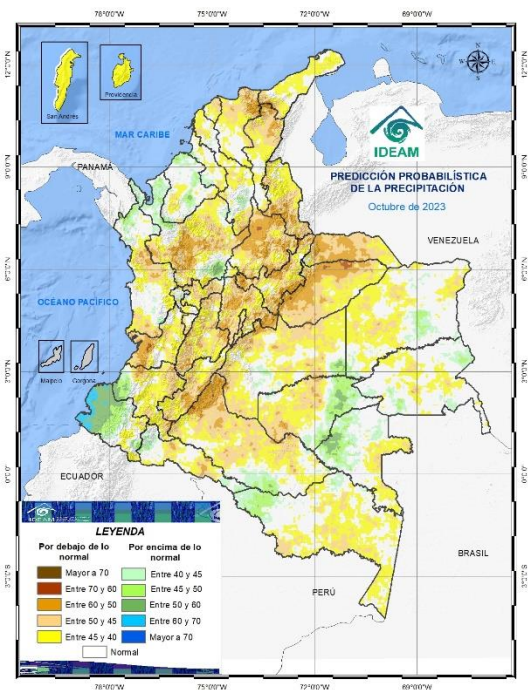 78°0'0"W 75°0'0"W 72°0'0"W 69°0'0"W
San Andrés
Providencia
MAR CARIBE
PANAMÁ
IDEAM
PREDICCIÓN PROBABILÍSTICA
DE LA PRECIPITACIÓN
Octubre de 2023
VENEZUELA
OCÉANO PACÍFICO
Malpelo Gorgona
ECUADOR
BRASIL
PERÚ
IDEAM
LEYENDA
Por debajo de lo
normal
Mayor a 70
Entre 70 y 60
Entre 60 y 50
Entre 50 y 45
Entre 45 y 40
Por encima de lo
normal
Entre 40 y 45
Entre 45 y 50
Entre 50 y 60
Entre 60 y 70
Mayor a 70
Normal
78°0'0"W 75°0'0"W 72°0'0"W 69°0'0"W